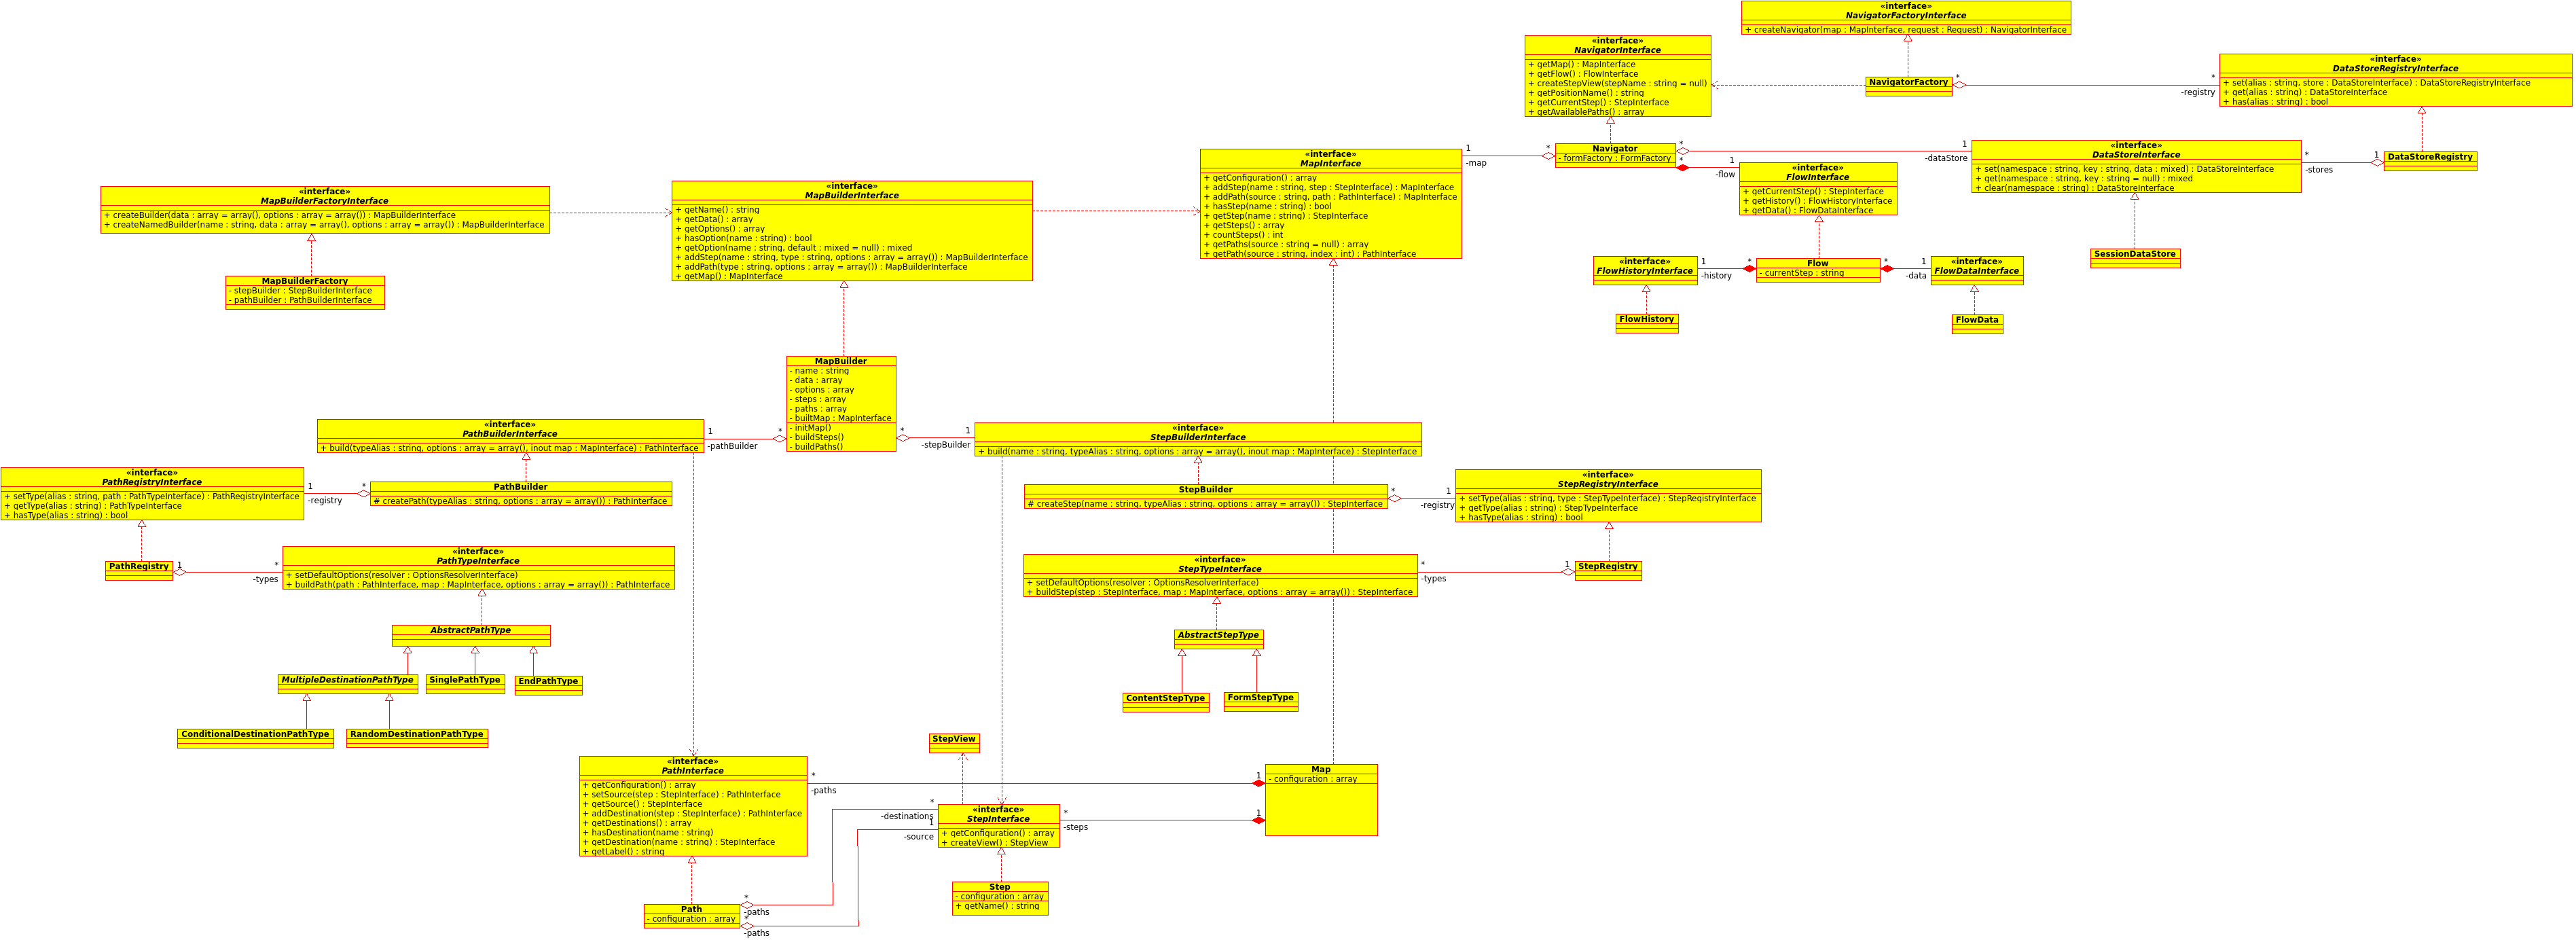 «interface»
NavigatorFactoryInterface
+ createNavigator(map : MapInterface, request : Request) : NavigatorInterface
«interface»
NavigatorInterface
+ getMap() : MapInterface
+ getFlow() : FlowInterface
+ createStepView(stepName : string = null)
+ getPositionName() : string
+ getCurrentStep() : StepInterface
+ getAvailablePaths() : array
NavigatorFactory
*
*
-registry
«interface»
DataStoreRegistryInterface
+ set(alias : string, store : DataStoreInterface) : DataStoreRegistryInterface
+ get(alias : string) : DataStoreInterface
+ has(alias : string) : bool
«interface»
MapInterface
+ getConfiguration() : array
+ addStep(name : string, step : StepInterface) : MapInterface
+ addPath(source : string, path : PathInterface) : MapInterface
+ hasStep(name : string) : bool
+ getStep(name : string) : StepInterface
+ getSteps() : array
+ countSteps() : int
+ getPaths(source : string = null) : array
+ getPath(source : string, index : int) : PathInterface
1
-map
*
Navigator
- formFactory : FormFactory
*
1
-dataStore
*
1
-flow
«interface»
FlowInterface
+ getCurrentStep() : StepInterface
+ getHistory() : FlowHistoryInterface
+ getData() : FlowDataInterface
«interface»
DataStoreInterface
+ set(namespace : string, key : string, data : mixed) : DataStoreInterface
+ get(namespace : string, key : string = null) : mixed
+ clear(namespace : string) : DataStoreInterface
*
-stores
1
DataStoreRegistry
SessionDataStore
«interface»
FlowHistoryInterface
1
-history
*
Flow
- currentStep : string
*
1
-data
«interface»
FlowDataInterface
FlowHistory
FlowData
«interface»
MapBuilderFactoryInterface
+ createBuilder(data : array = array(), options : array = array()) : MapBuilderInterface
+ createNamedBuilder(name : string, data : array = array(), options : array = array()) : MapBuilderInterface
MapBuilderFactory
- stepBuilder : StepBuilderInterface
- pathBuilder : PathBuilderInterface
«interface»
MapBuilderInterface
+ getName() : string
+ getData() : array
+ getOptions() : array
+ hasOption(name : string) : bool
+ getOption(name : string, default : mixed = null) : mixed
+ addStep(name : string, type : string, options : array = array()) : MapBuilderInterface
+ addPath(type : string, options : array = array()) : MapBuilderInterface
+ getMap() : MapInterface
MapBuilder
- name : string
- data : array
- options : array
- steps : array
- paths : array
- builtMap : MapInterface
- initMap()
- buildSteps()
- buildPaths()
«interface»
PathBuilderInterface
+ build(typeAlias : string, options : array = array(), inout map : MapInterface) : PathInterface
1
-pathBuilder
*
*
1
-stepBuilder
«interface»
StepBuilderInterface
+ build(name : string, typeAlias : string, options : array = array(), inout map : MapInterface) : StepInterface
«interface»
PathRegistryInterface
+ setType(alias : string, path : PathTypeInterface) : PathRegistryInterface
+ getType(alias : string) : PathTypeInterface
+ hasType(alias : string) : bool
1
-registry
*
PathBuilder
# createPath(typeAlias : string, options : array = array()) : PathInterface
StepBuilder
# createStep(name : string, typeAlias : string, options : array = array()) : StepInterface
*
1
-registry
«interface»
StepRegistryInterface
+ setType(alias : string, type : StepTypeInterface) : StepRegistryInterface
+ getType(alias : string) : StepTypeInterface
+ hasType(alias : string) : bool
PathRegistry
1
*
-types
«interface»
PathTypeInterface
+ setDefaultOptions(resolver : OptionsResolverInterface)
+ buildPath(path : PathInterface, map : MapInterface, options : array = array()) : PathInterface
«interface»
StepTypeInterface
+ setDefaultOptions(resolver : OptionsResolverInterface)
+ buildStep(step : StepInterface, map : MapInterface, options : array = array()) : StepInterface
*
-types
1
StepRegistry
AbstractPathType
MultipleDestinationPathType
SinglePathType
EndPathType
ConditionalDestinationPathType
RandomDestinationPathType
AbstractStepType
ContentStepType
FormStepType
StepView
«interface»
PathInterface
+ getConfiguration() : array
+ setSource(step : StepInterface) : PathInterface
+ getSource() : StepInterface
+ addDestination(step : StepInterface) : PathInterface
+ getDestinations() : array
+ hasDestination(name : string)
+ getDestination(name : string) : StepInterface
+ getLabel() : string
*
-paths
1
Map
- configuration : array
*
-destinations
1
-source
«interface»
StepInterface
+ getConfiguration() : array
+ createView() : StepView
*
-steps
1
Step
- configuration : array
+ getName() : string
Path
- configuration : array
*
-paths
*
-paths